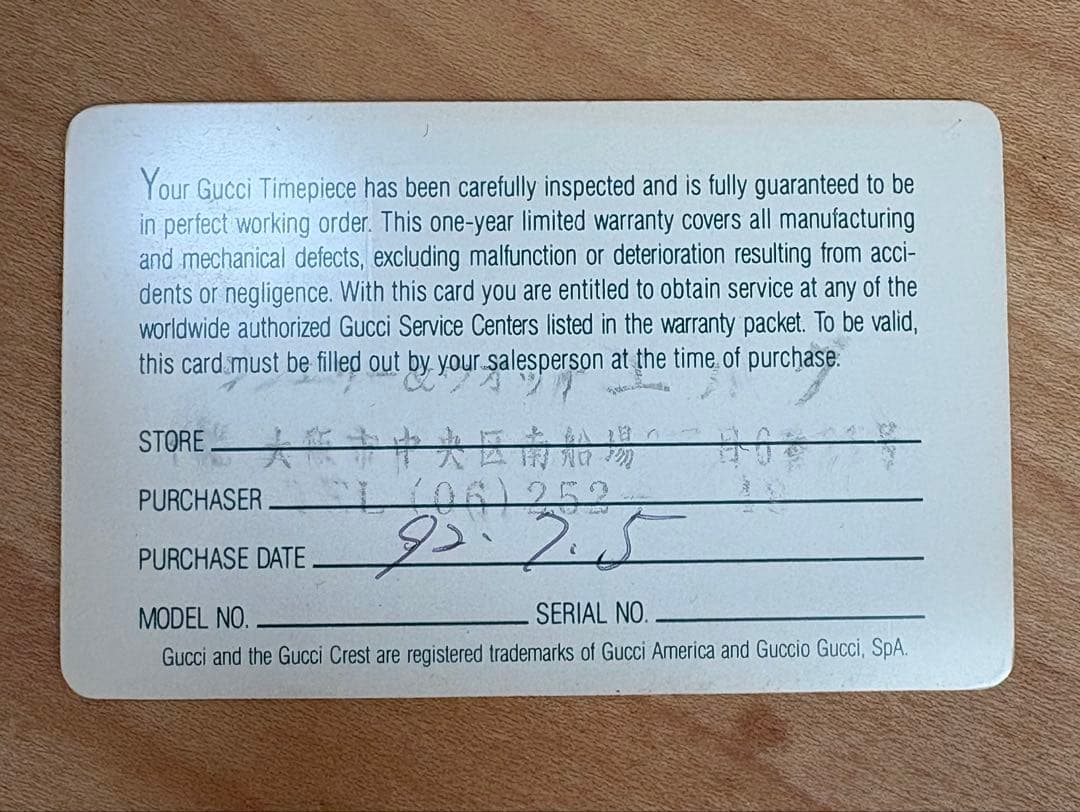 Your Gucci Timepiece has been carefully inspected and is fully guaranteed to be
in perfect working order. This one-year limited warranty covers all manufacturing
and mechanical defects, excluding malfunction or deterioration resulting from acci-
dents or negligence. With this card you are entitled to obtain service at any of the
worldwide authorized Gucci Service Centers listed in the warranty packet. To be valid,
this card must be filled out by your salesperson at the time of purchase.
STORE 大阪市中央区南船場
PURCHASER (06) 252-
PURCHASE DATE 92.7.5
MODEL NO. SERIAL NO.
Gucci and the Gucci Crest are registered trademarks of Gucci America and Guccio Gucci, SpA.